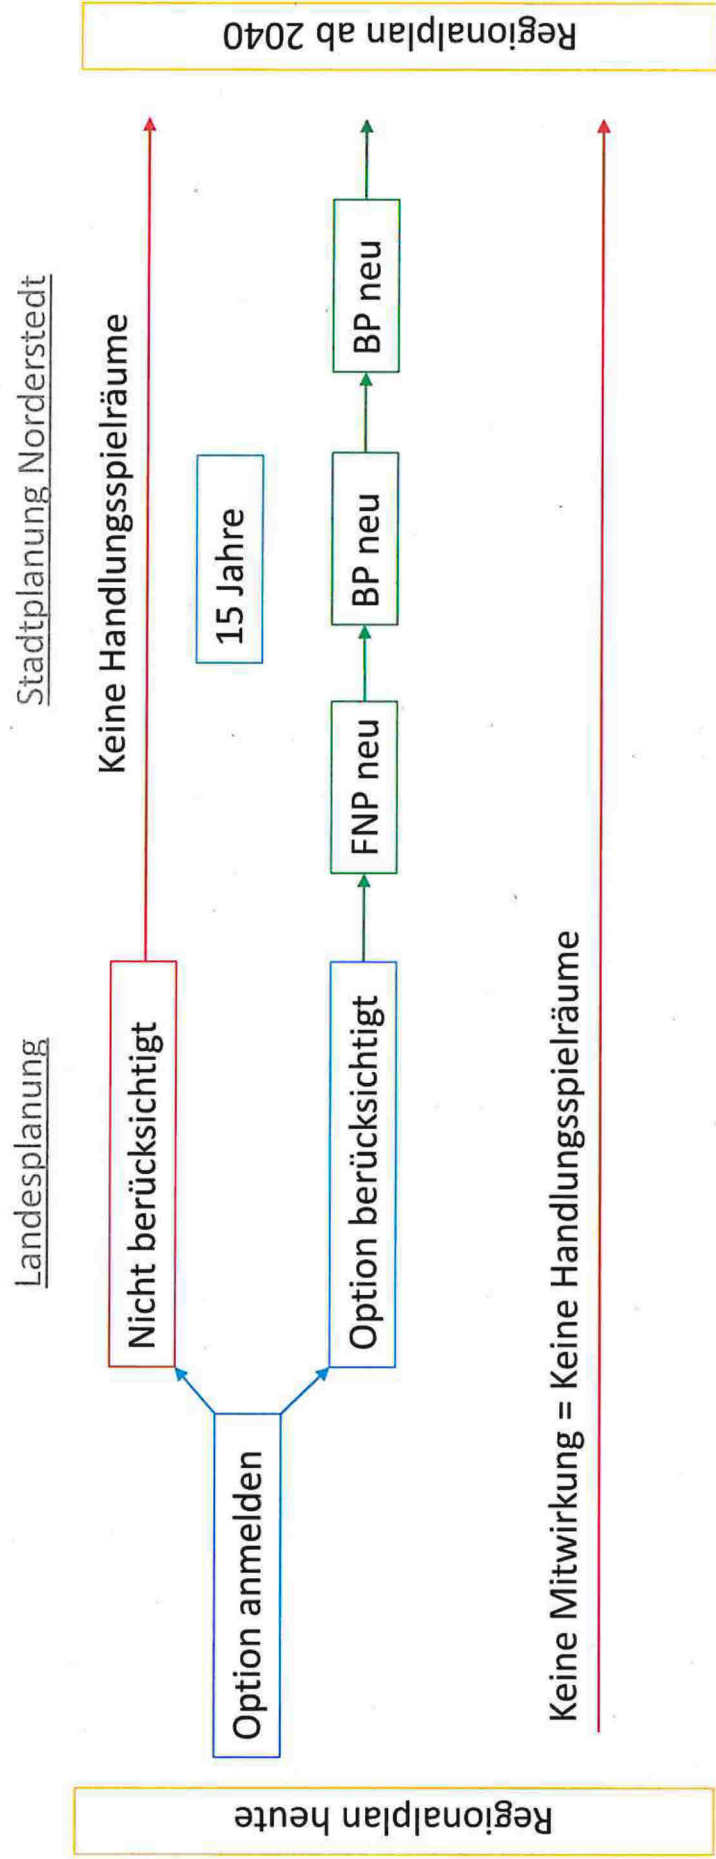 Landesplanung
Stadtplanung Norderstedt
Regionalplan heute
Option anmelden
Nicht berücksichtigt
Keine Handlungsspielräume
15 Jahre
Option berücksichtigt
FNP neu
BP neu
BP neu
Keine Mitwirkung = Keine Handlungsspielräume
Regionalplan ab 2040